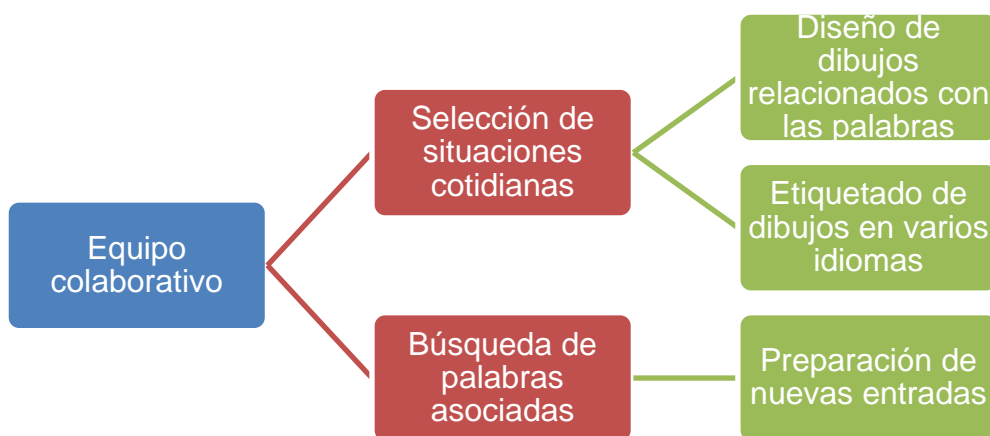 Equipo
colaborativo
Selección de
situaciones
cotidianas
Diseño de
dibujos
relacionados con
las palabras
Etiquetado de
dibujos en varios
idiomas
Búsqueda de
palabras
asociadas
Preparación de
nuevas entradas